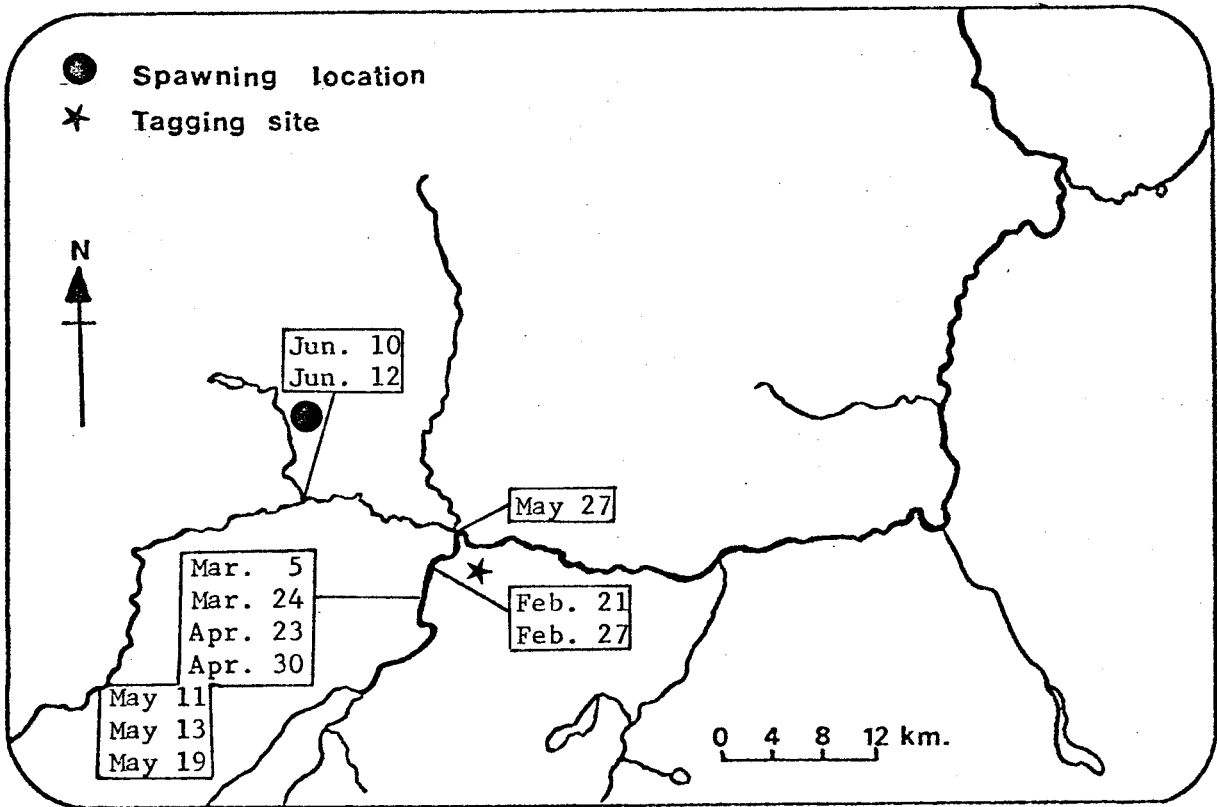 Spawning location
Tagging site
N
Jun. 10
Jun. 12
May 27
Mar. 5
Mar. 24
Apr. 23
Apr. 30
Feb. 21
Feb. 27
May 11
May 13
May 19
0 4 8 12 km.